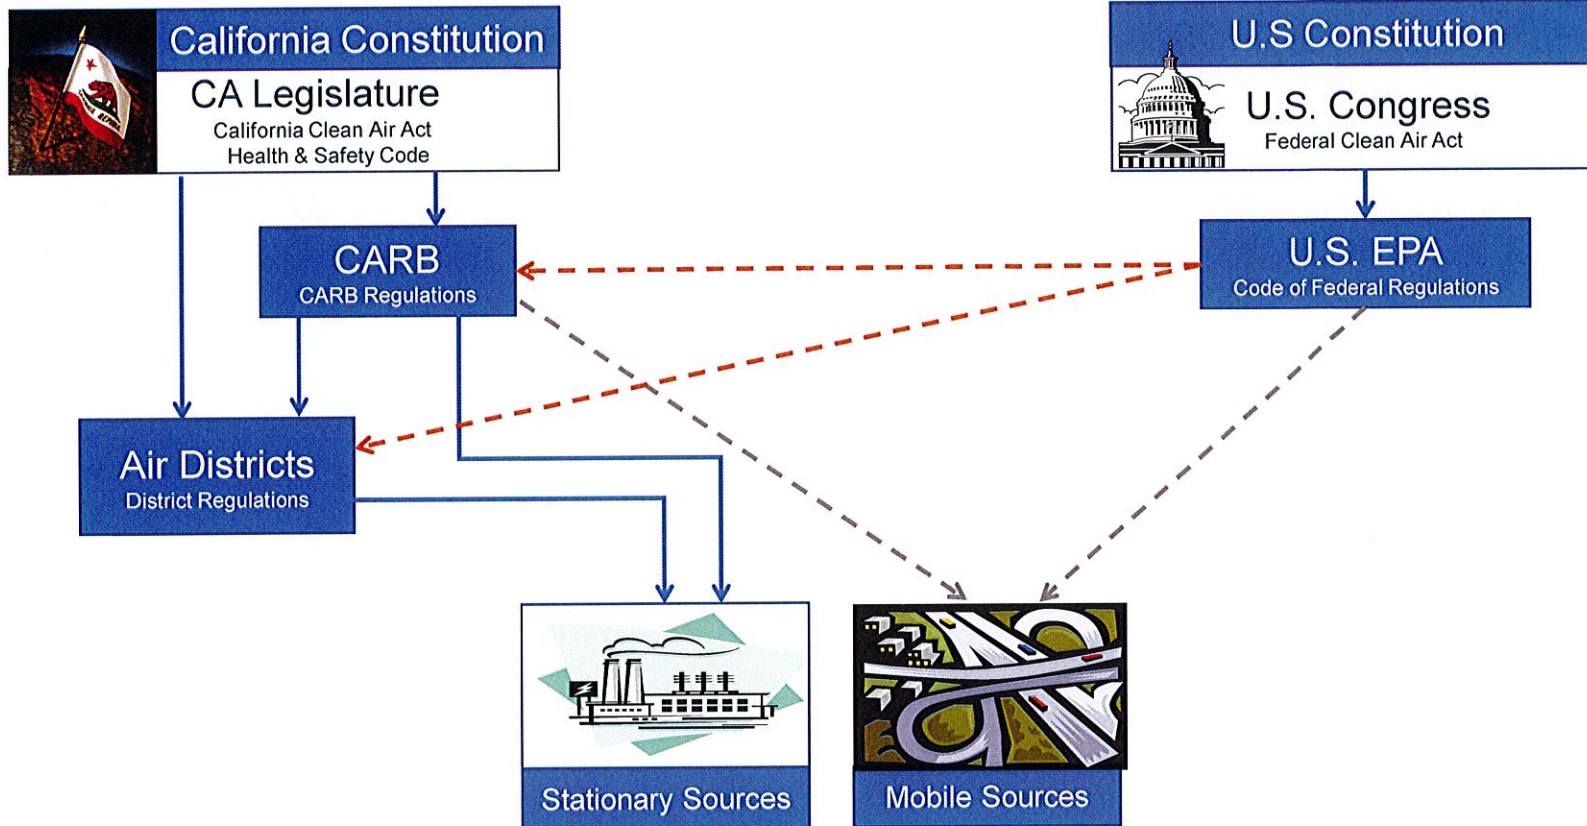 California Constitution
CA Legislature
California Clean Air Act
Health & Safety Code
U.S Constitution
U.S. Congress
Federal Clean Air Act
CARB
CARB Regulations
U.S. EPA
Code of Federal Regulations
Air Districts
District Regulations
Stationary Sources
Mobile Sources